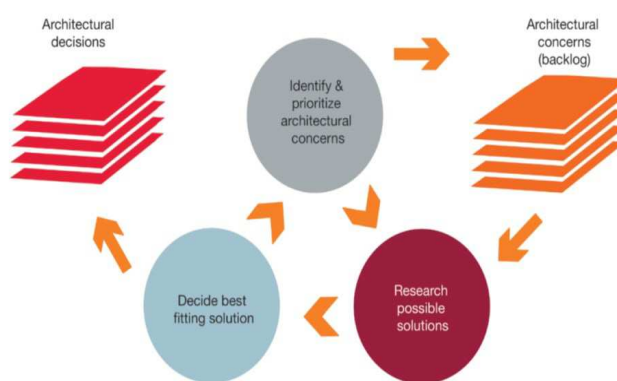 Architectural
decisions
Identify &
prioritize
architectural
concerns
Architectural
concerns
(backlog)
Decide best
fitting solution
Research
possible
solutions